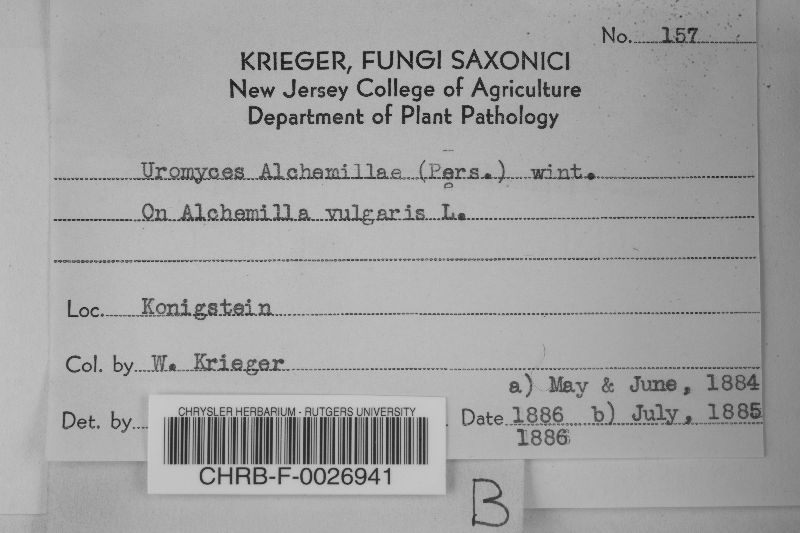 No. 157
KRIEGER, FUNGI SAXONICI
New Jersey College of Agriculture
Department of Plant Pathology
Uromyces Alchemillae (Pers.) wint.
On Alchemilla vulgaris L.
Loc. Konigstein
Col. by W. Krieger
a) May & June, 1884
Det. by
Date 1886 b) July, 1885
1886
CHRYSLER HERBARIUM - RUTGERS UNIVERSITY
CHRB-F-0026941
B